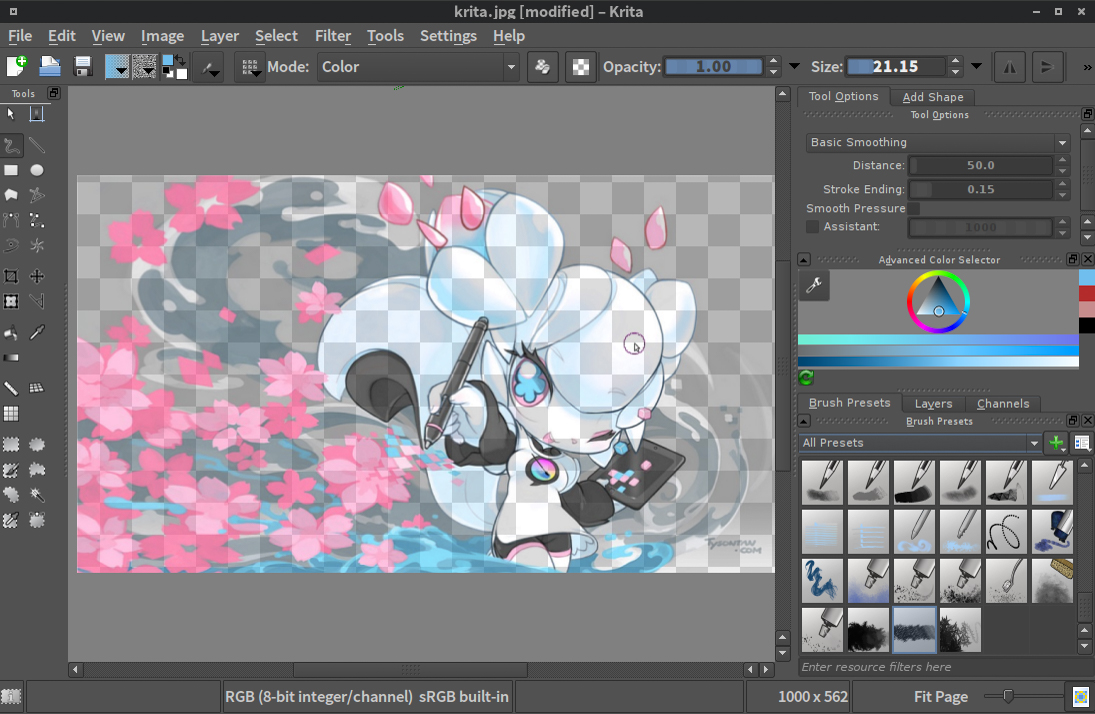 krita.jpg [modified] – Krita
File Edit View Image Layer Select Filter Tools Settings Help
Mode: Color Opacity: 1.00 Size: 21.15 »
Tools
Tool Options Add Shape
Tool Options
Basic Smoothing
Distance: 50.0
Stroke Ending: 0.15
Smooth Pressure
Assistant: 1000
Advanced Color Selector
Brush Presets Layers Channels
Brush Presets
All Presets
TYSONTAN
.COM
Enter resource filters here
RGB (8-bit integer/channel) sRGB built-in 1000 x 562 Fit Page